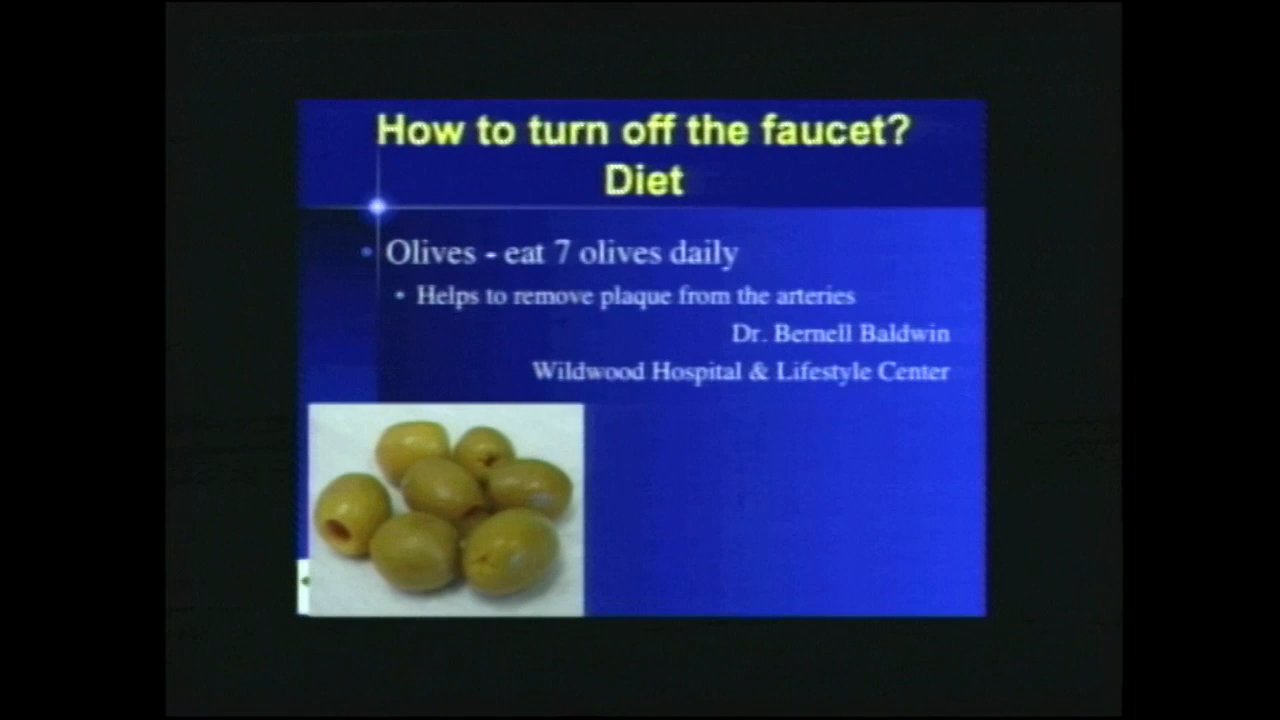 How to turn off the faucet?
Diet
• Olives - eat 7 olives daily
• Helps to remove plaque from the arteries
Dr. Bernell Baldwin
Wildwood Hospital & Lifestyle Center